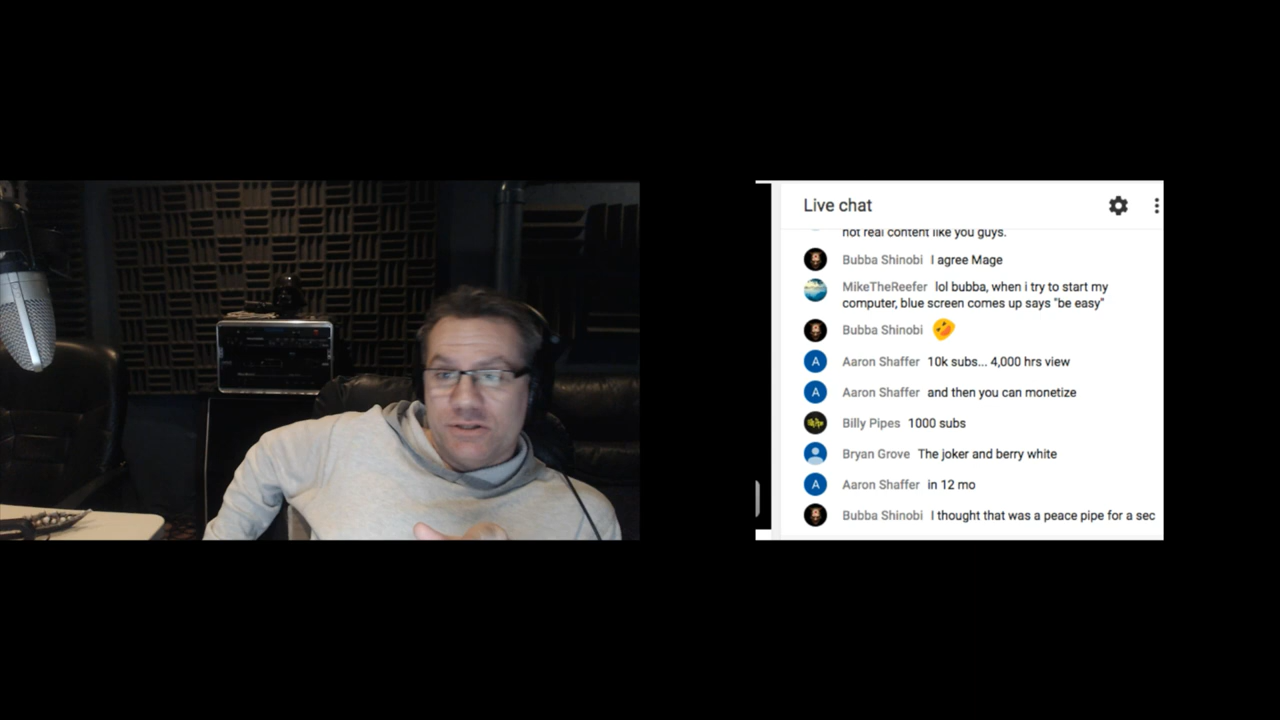 Live chat
not real content like you guys.
Bubba Shinobi I agree Mage
MikeTheReefer lol bubba, when i try to start my
computer, blue screen comes up says "be easy"
Bubba Shinobi
A Aaron Shaffer 10k subs... 4,000 hrs view
A Aaron Shaffer and then you can monetize
Billy Pipes 1000 subs
Bryan Grove The joker and berry white
A Aaron Shaffer in 12 mo
Bubba Shinobi I thought that was a peace pipe for a sec